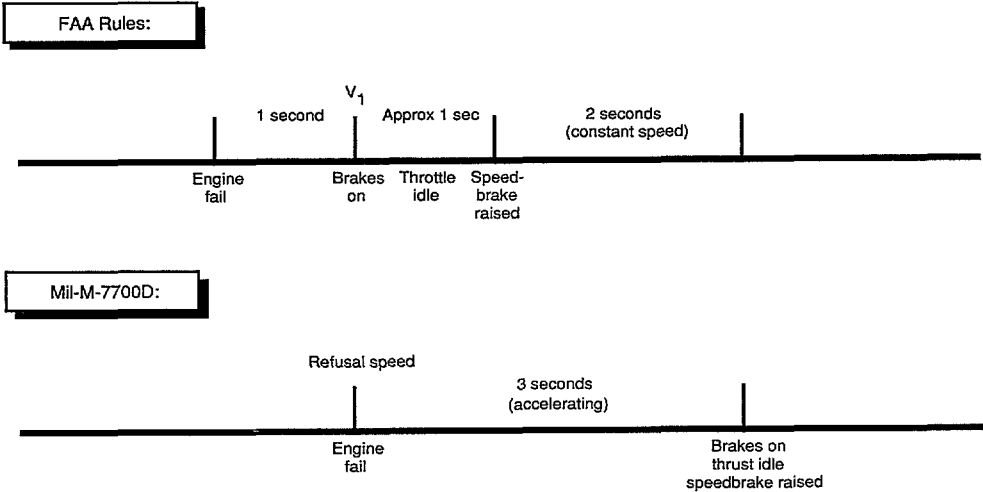 FAA Rules:
V1
1 second
Approx 1 sec
2 seconds
(constant speed)
Engine
fail
Brakes
on
Throttle
idle
Speed-
brake
raised
Mil-M-7700D:
Refusal speed
3 seconds
(accelerating)
Engine
fail
Brakes on
thrust idle
speedbrake raised